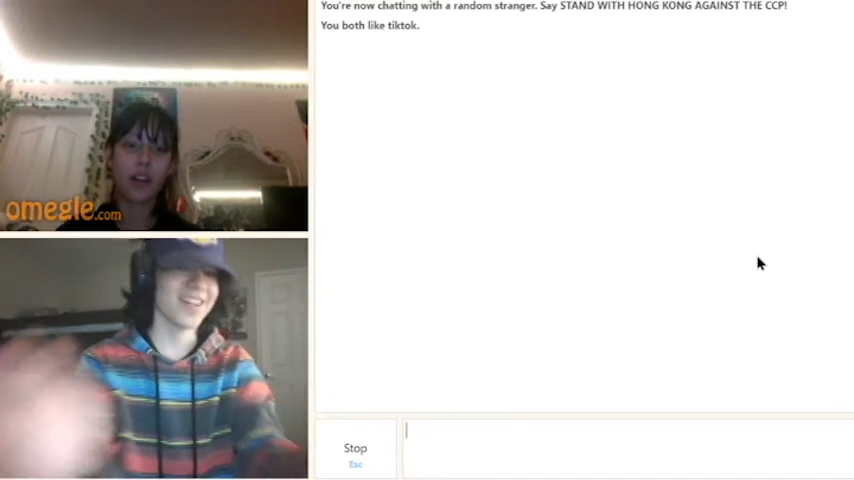 You're now chatting with a random stranger. Say STAND WITH HONG KONG AGAINST THE CCP!
You both like tiktok.
omegle.com
Stop
Esc